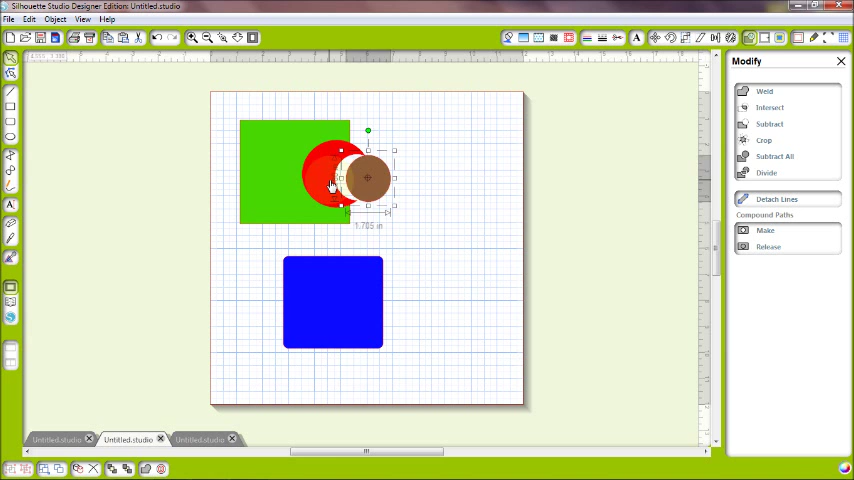 Silhouette Studio Designer Edition: Untitled.studio
File Edit Object View Help
Modify
Weld
Intersect
Subtract
Crop
Subtract All
Divide
Detach Lines
Compound Paths
Make
Release
1.705 in
Untitled.studio Untitled.studio Untitled.studio